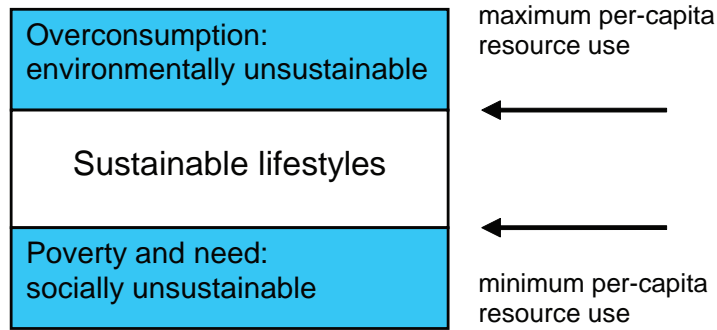 Overconsumption:
environmentally unsustainable
maximum per-capita
resource use
Sustainable lifestyles
Poverty and need:
socially unsustainable
minimum per-capita
resource use